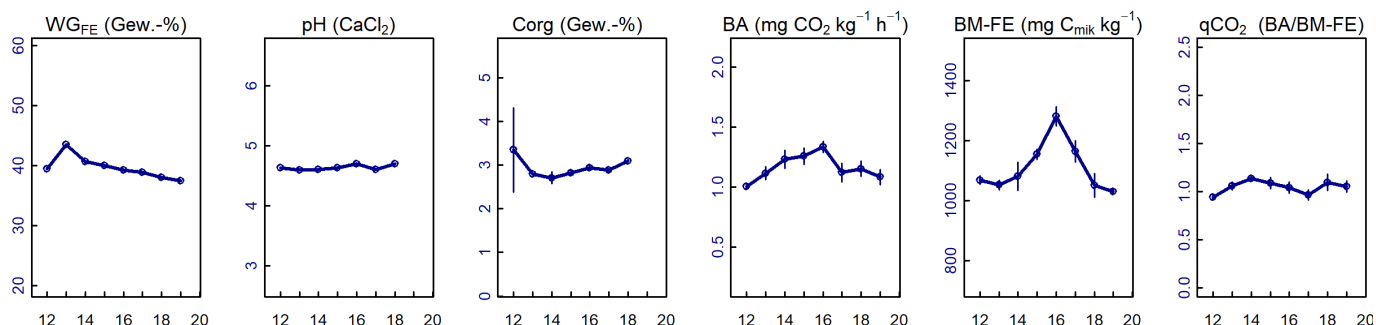 WG_FE (Gew.-%)
60
50
40
30
20
12 14 16 18 20
pH (CaCl₂)
6
5
4
3
12 14 16 18 20
Corg (Gew.-%)
5
4
3
2
1
0
12 14 16 18 20
BA (mg CO₂ kg⁻¹ h⁻¹)
2.0
1.5
1.0
0.5
12 14 16 18 20
BM-FE (mg C_mik kg⁻¹)
1400
1200
1000
800
12 14 16 18 20
qCO₂ (BA/BM-FE)
2.5
2.0
1.5
1.0
0.5
0.0
12 14 16 18 20